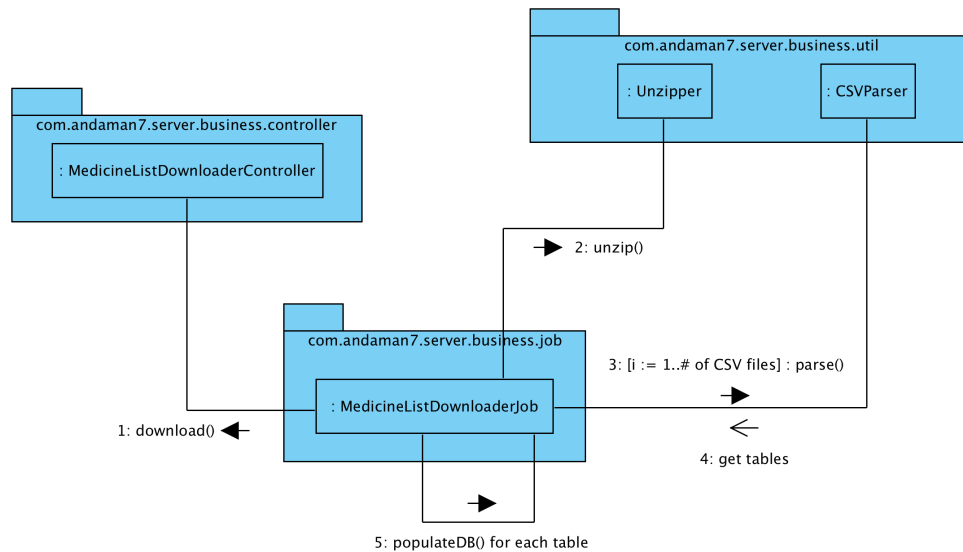 com.andaman7.server.business.util
: Unzipper
: CSVParser
com.andaman7.server.business.controller
: MedicineListDownloaderController
2: unzip()
com.andaman7.server.business.job
3: [i := 1..# of CSV files] : parse()
: MedicineListDownloaderJob
1: download()
4: get tables
5: populateDB() for each table